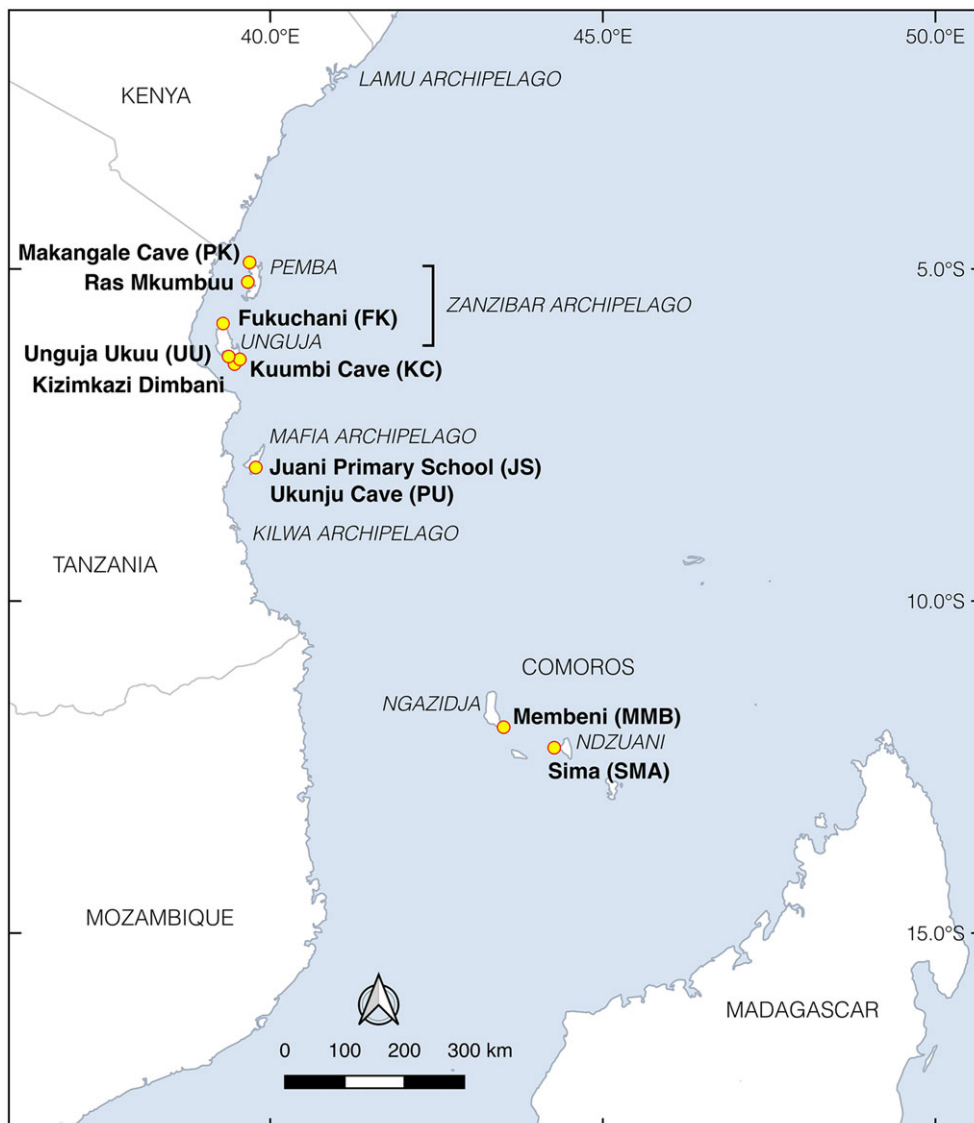 40.0°E 45.0°E 50.0°E
LAMU ARCHIPELAGO
KENYA
Makangale Cave (PK)
PEMBA
5.0°S
Ras Mkumbuu
ZANZIBAR ARCHIPELAGO
Fukuchani (FK)
UNGUJA
Unguja Ukuu (UU)
Kuumbi Cave (KC)
Kizimkazi Dimbani
MAFIA ARCHIPELAGO
Juani Primary School (JS)
Ukunju Cave (PU)
KILWA ARCHIPELAGO
TANZANIA
10.0°S
COMOROS
NGAZIDJA
Membeni (MMB)
NDZUANI
Sima (SMA)
MOZAMBIQUE
15.0°S
MADAGASCAR
0 100 200 300 km